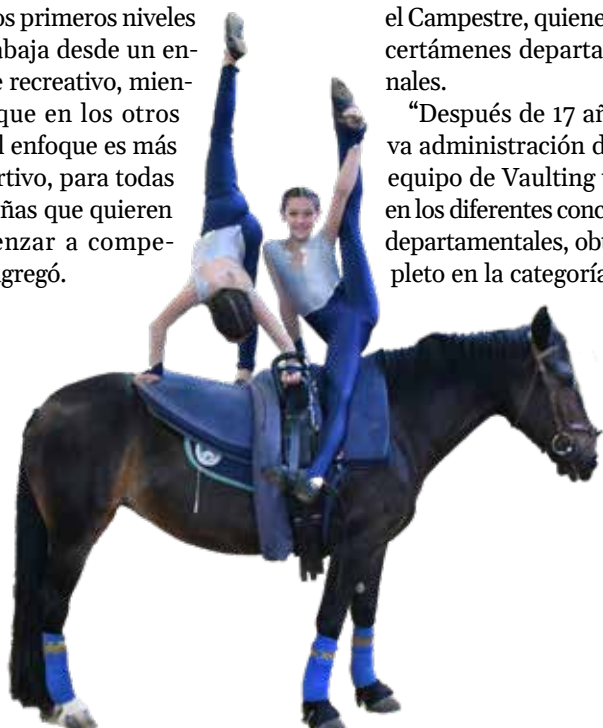 os primeros niveles
baja desde un en-
e recreativo, mien-
que en los otros
l enfoque es más
rtivo, para todas
ñas que quieren
enzar a compe-
gregó.
el Campestre, quiene
certámenes departa
nales.
“Después de 17 añ
va administración d
equipo de Vaulting
en los diferentes conc
departamentales, obt
pleto en la categoría